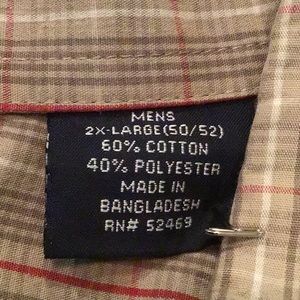 MENS
2X-LARGE(50/52)
60% COTTON
40% POLYESTER
MADE IN
BANGLADESH
RN# 52469